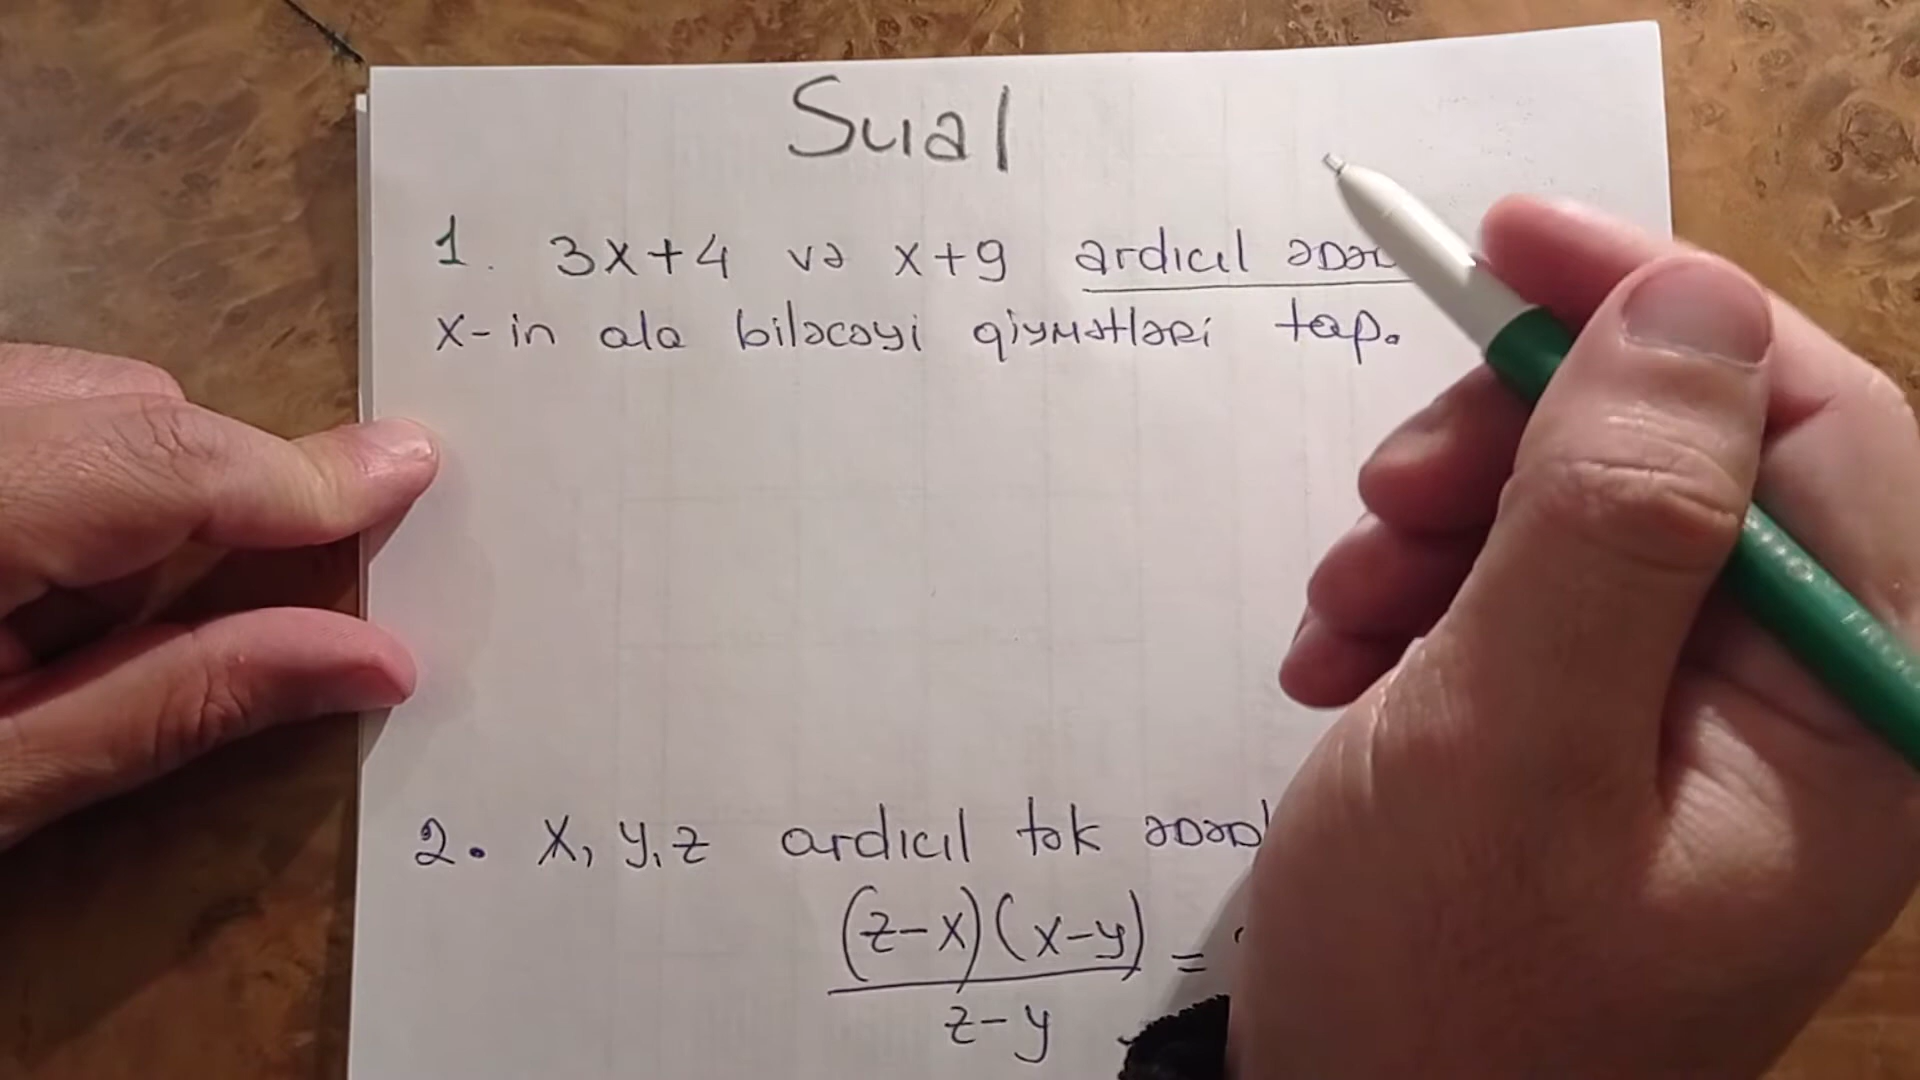 Sual
1. 3x+4 və x+9 ardıcıl
x-in ala biləcəyi qiymətləri tap.
2. x, y, z ardıcıl tək
(z-x)(x-y)
=
z-y